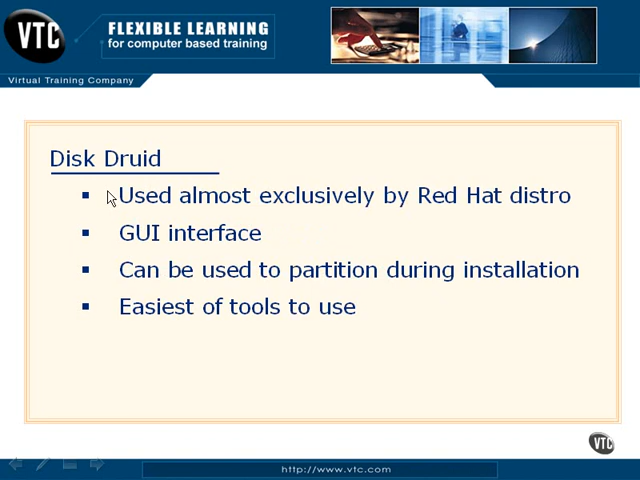 VTC
FLEXIBLE LEARNING
for computer based training
Virtual Training Company
Disk Druid
▪ Used almost exclusively by Red Hat distro
▪ GUI interface
▪ Can be used to partition during installation
▪ Easiest of tools to use
VTC
http://www.vtc.com